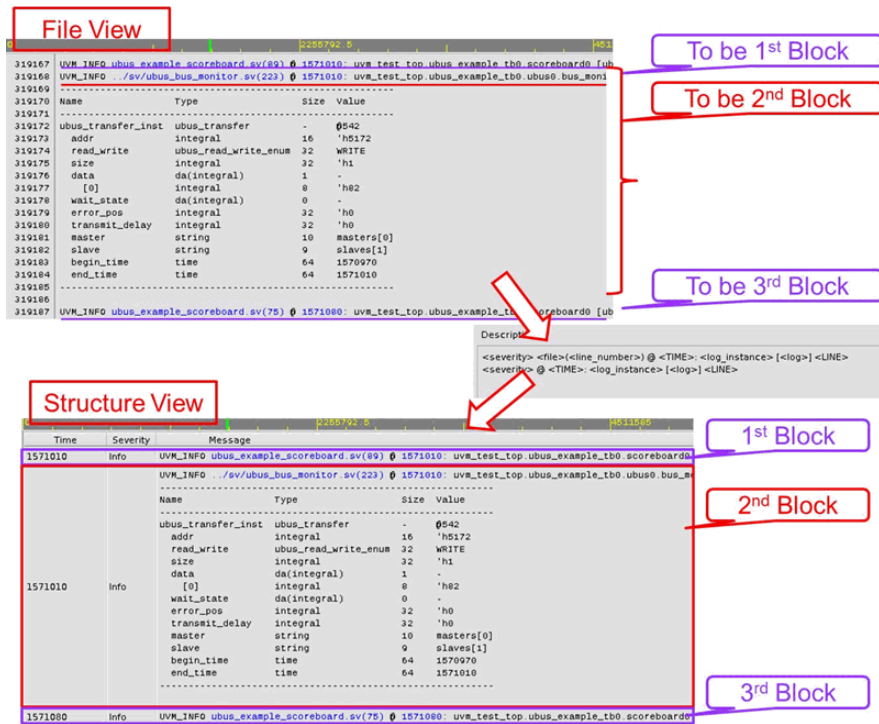 File View
0 2255792.5 4511
319167 UVM_INFO ubus_example_scoreboard.sv(89) @ 1571010: uvm_test_top.ubus_example_tb0.scoreboard0 [ub
319168 UVM_INFO ../sv/ubus_bus_monitor.sv(223) @ 1571010: uvm_test_top.ubus_example_tb0.ubus0.bus_moni
319169 ----------------------------------------------------------------
319170 Name Type Size Value
319171 ----------------------------------------------------------------
319172 ubus_transfer_inst ubus_transfer - @542
319173 addr integral 16 'h5172
319174 read_write ubus_read_write_enum 32 WRITE
319175 size integral 32 'h1
319176 data da(integral) 1 -
319177 [0] integral 8 'h82
319178 wait_state da(integral) 0 -
319179 error_pos integral 32 'h0
319180 transmit_delay integral 32 'h0
319181 master string 10 masters[0]
319182 slave string 9 slaves[1]
319183 begin_time time 64 1570970
319184 end_time time 64 1571010
319185 ----------------------------------------------------------------
319186
319187 UVM_INFO ubus_example_scoreboard.sv(75) @ 1571080: uvm_test_top.ubus_example_tb0.scoreboard0 [ub
To be 1st Block
To be 2nd Block
To be 3rd Block
Descript
<severity> <file>(<line_number>) @ <TIME>: <log_instance> [<log>] <LINE>
<severity> @ <TIME>: <log_instance> [<log>] <LINE>
Structure View
2255792.5 4511585
Time Severity Message
1571010 Info UVM_INFO ubus_example_scoreboard.sv(89) @ 1571010: uvm_test_top.ubus_example_tb0.scoreboard0
UVM_INFO ../sv/ubus_bus_monitor.sv(223) @ 1571010: uvm_test_top.ubus_example_tb0.ubus0.bus_mo
----------------------------------------------------------------
Name Type Size Value
----------------------------------------------------------------
ubus_transfer_inst ubus_transfer - @542
addr integral 16 'h5172
read_write ubus_read_write_enum 32 WRITE
size integral 32 'h1
data da(integral) 1 -
1571010 Info [0] integral 8 'h82
wait_state da(integral) 0 -
error_pos integral 32 'h0
transmit_delay integral 32 'h0
master string 10 masters[0]
slave string 9 slaves[1]
begin_time time 64 1570970
end_time time 64 1571010
----------------------------------------------------------------
1571080 Info UVM_INFO ubus_example_scoreboard.sv(75) @ 1571080: uvm_test_top.ubus_example_tb0.scoreboard0
1st Block
2nd Block
3rd Block